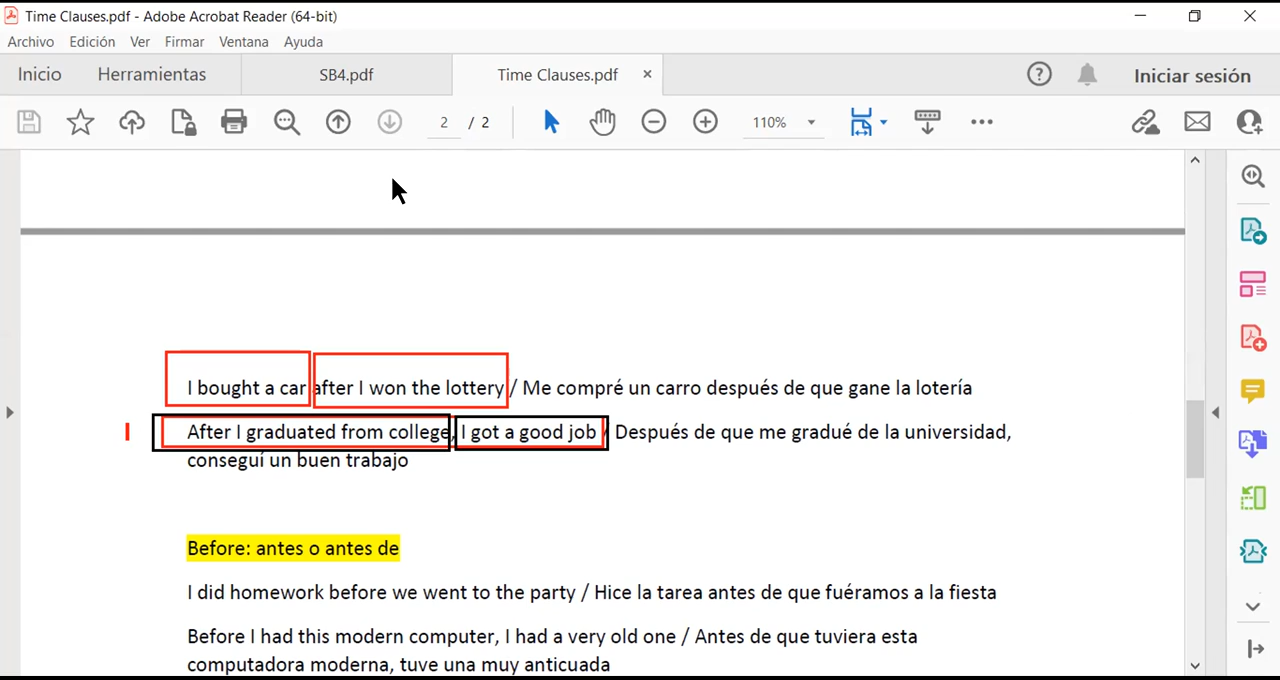 Time Clauses.pdf - Adobe Acrobat Reader (64-bit)
Archivo Edición Ver Firmar Ventana Ayuda
Inicio Herramientas SB4.pdf Time Clauses.pdf × Iniciar sesión
2 / 2 110%
I bought a car after I won the lottery / Me compré un carro después de que gane la lotería
After I graduated from college, I got a good job / Después de que me gradué de la universidad,
conseguí un buen trabajo
Before: antes o antes de
I did homework before we went to the party / Hice la tarea antes de que fuéramos a la fiesta
Before I had this modern computer, I had a very old one / Antes de que tuviera esta
computadora moderna, tuve una muy anticuada